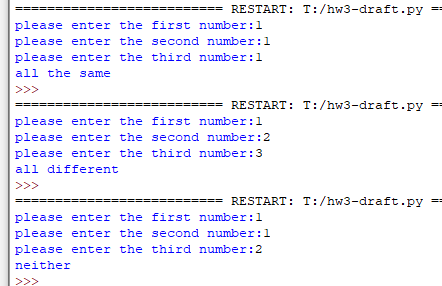 ========================== RESTART: T:/hw3-draft.py ==
please enter the first number:1
please enter the second number:1
please enter the third number:1
all the same
>>>
========================== RESTART: T:/hw3-draft.py ==
please enter the first number:1
please enter the second number:2
please enter the third number:3
all different
>>>
========================== RESTART: T:/hw3-draft.py ==
please enter the first number:1
please enter the second number:1
please enter the third number:2
neither
>>>